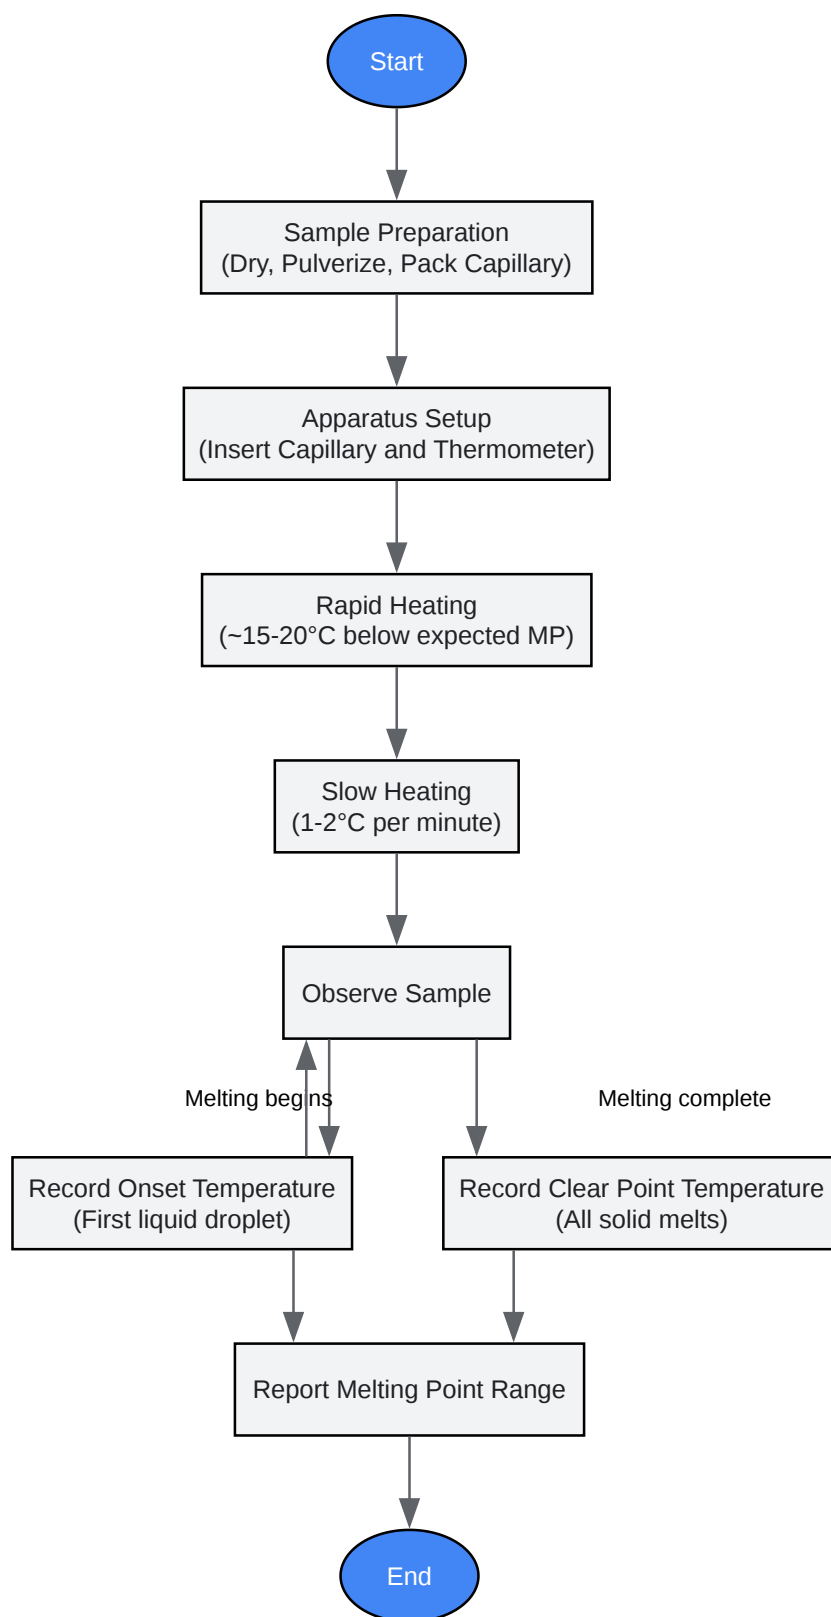 Start
Sample Preparation
(Dry, Pulverize, Pack Capillary)
Apparatus Setup
(Insert Capillary and Thermometer)
Rapid Heating
(~15-20°C below expected MP)
Slow Heating
(1-2°C per minute)
Observe Sample
Melting begins
Melting complete
Record Onset Temperature
(First liquid droplet)
Record Clear Point Temperature
(All solid melts)
Report Melting Point Range
End